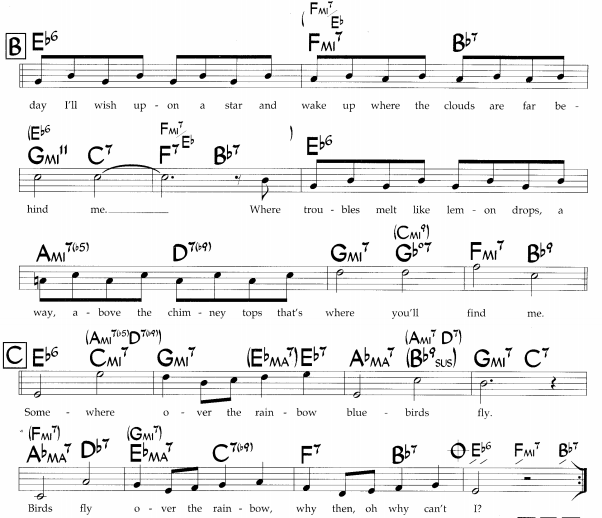 ( Fmi7/Eb
B Eb6 Fmi7 Bb7
day I'll wish up - on a star and wake up where the clouds are far be -
(Eb6 Fmi7/Eb )
Gmi11 C7 F7 Bb7 Eb6
hind me. Where trou - bles melt like lem - on drops, a
(Cmi9)
Ami7(b5) D7(b9) Gmi7 Gb°7 Fmi7 Bb9
way, a - bove the chim - ney tops that's where you'll find me.
(Ami7(b5) D7(b9)) (Ami7 D7)
C Eb6 Cmi7 Gmi7 (Ebma7) Eb7 Abma7 (Bb9sus) Gmi7 C7
Some - where o - ver the rain - bow blue - birds fly.
(Fmi7) (Gmi7)
Abma7 Db7 Ebma7 C7(b9) F7 Bb7 Eb6 Fmi7 Bb7
Birds fly o - ver the rain - bow, why then, oh why can't I?